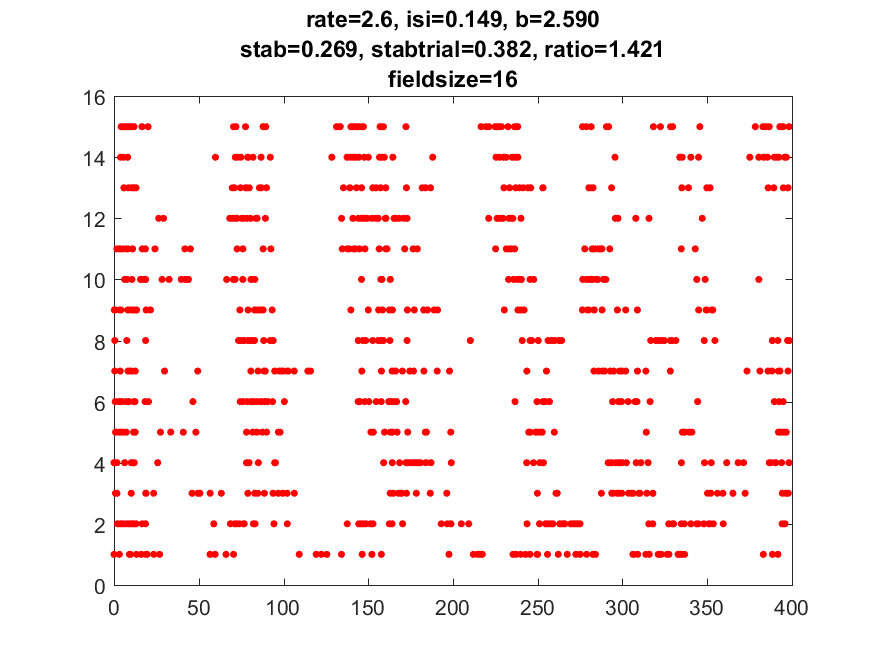 rate=2.6, isi=0.149, b=2.590
stab=0.269, stabtrial=0.382, ratio=1.421
fieldsize=16
16
14
12
10
8
6
4
2
0
0 50 100 150 200 250 300 350 400